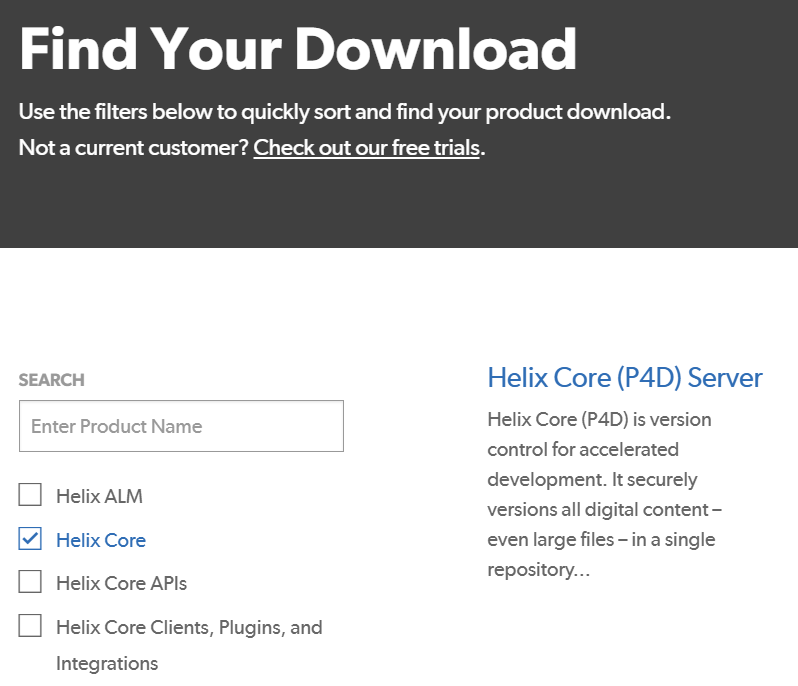 Find Your Download
Use the filters below to quickly sort and find your product download.
Not a current customer? Check out our free trials.
SEARCH
Enter Product Name
Helix ALM
Helix Core
Helix Core APIs
Helix Core Clients, Plugins, and
Integrations
Helix Core (P4D) Server
Helix Core (P4D) is version
control for accelerated
development. It securely
versions all digital content –
even large files – in a single
repository...